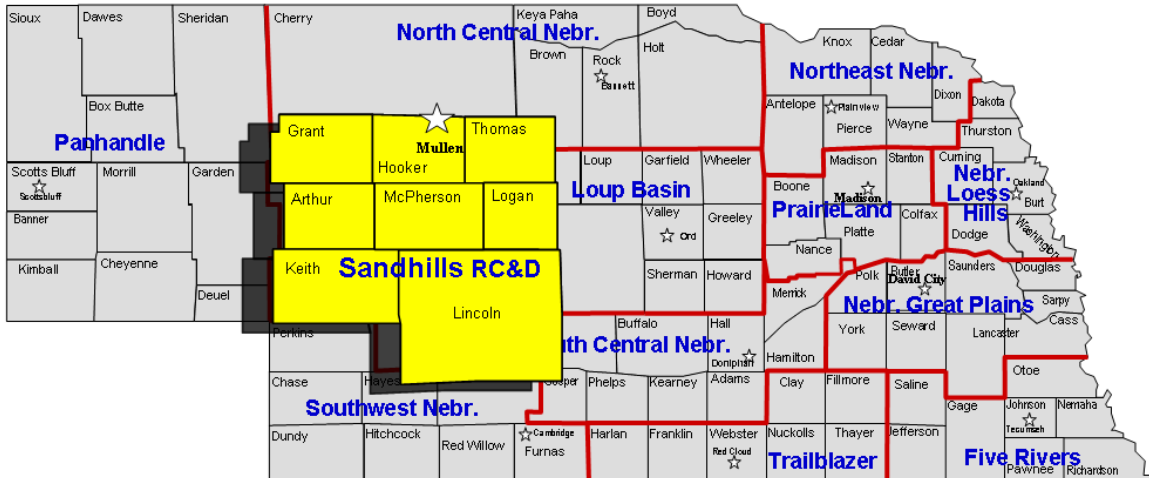 Sioux
Dawes
Sheridan
Cherry
Keya Paha
Boyd
North Central Nebr.
Brown
Rock
Holt
Bassett
Knox
Cedar
Northeast Nebr.
Dixon
Dakota
Box Butte
Antelope
Plainview
Pierce
Wayne
Thurston
Panhandle
Grant
Hooker
Thomas
Mullen
Scotts Bluff
Scottsbluff
Morrill
Garden
Banner
Kimball
Cheyenne
Deuel
Arthur
McPherson
Logan
Keith
Sandhills RC&D
Lincoln
Loup
Garfield
Wheeler
Loup Basin
Valley
Ord
Greeley
Sherman
Howard
Boone
Madison
Stanton
Madison
PrairieLand
Platte
Colfax
Nance
Cuming
Nebr.
Loess
Hills
Oakland
Burt
Dodge
Washington
Merrick
Polk
Butler
David City
Saunders
Douglas
Sarpy
Nebr. Great Plains
York
Seward
Lancaster
Cass
Perkins
Buffalo
Hall
uth Central Nebr.
Doniphan
Hamilton
Chase
Hayes
Southwest Nebr.
Phelps
Kearney
Adams
Clay
Fillmore
Saline
Otoe
Gage
Johnson
Nemaha
Tecumseh
Dundy
Hitchcock
Red Willow
Cambridge
Furnas
Harlan
Franklin
Webster
Red Cloud
Nuckolls
Thayer
Jefferson
Trailblazer
Five Rivers
Pawnee
Richardson